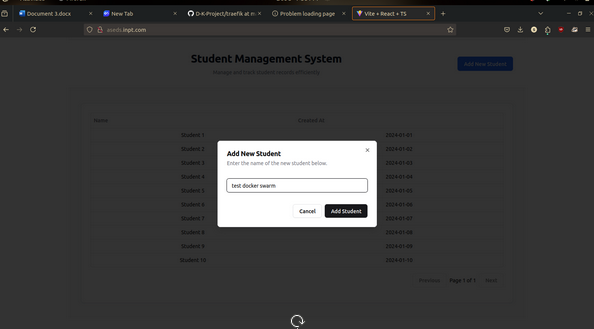 Document 3.docx
New Tab
D-K-Project/traefik at m
Problem loading page
Vite + React + TS
aseds.inpt.com
Student Management System
Manage and track student records efficiently
Add New Student
Name Created At
Student 1 2024-01-01
Student 2 2024-01-02
Student 3 2024-01-03
Student 4 2024-01-04
Student 5 2024-01-05
Student 6 2024-01-06
Student 7 2024-01-07
Student 8 2024-01-08
Student 9 2024-01-09
Student 10 2024-01-10
Add New Student
Enter the name of the new student below.
test docker swarm
Cancel Add Student
Previous Page 1 of 1 Next